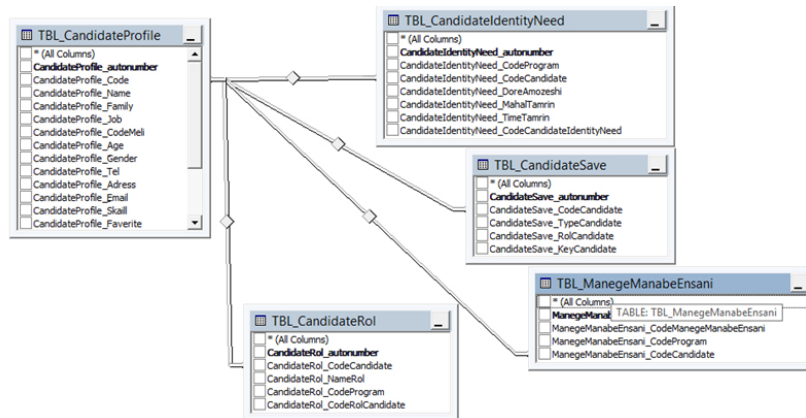 TBL_CandidateProfile
* (All Columns)
CandidateProfile_autonumber
CandidateProfile_Code
CandidateProfile_Name
CandidateProfile_Family
CandidateProfile_Job
CandidateProfile_CodeMeli
CandidateProfile_Age
CandidateProfile_Gender
CandidateProfile_Tel
CandidateProfile_Adress
CandidateProfile_Email
CandidateProfile_Skaill
CandidateProfile_Faverite
TBL_CandidateIdentityNeed
* (All Columns)
CandidateIdentityNeed_autonumber
CandidateIdentityNeed_CodeProgram
CandidateIdentityNeed_CodeCandidate
CandidateIdentityNeed_DoreAmozeshi
CandidateIdentityNeed_MahalTamrin
CandidateIdentityNeed_TimeTamrin
CandidateIdentityNeed_CodeCandidateIdentityNeed
TBL_CandidateSave
* (All Columns)
CandidateSave_autonumber
CandidateSave_CodeCandidate
CandidateSave_TypeCandidate
CandidateSave_RolCandidate
CandidateSave_KeyCandidate
TBL_ManegeManabeEnsani
* (All Columns)
TABLE: TBL_ManegeManabeEnsani
ManegeManabeEnsani_CodeManegeManabeEnsani
ManegeManabeEnsani_CodeProgram
ManegeManabeEnsani_CodeCandidate
TBL_CandidateRol
* (All Columns)
CandidateRol_autonumber
CandidateRol_CodeCandidate
CandidateRol_NameRol
CandidateRol_CodeProgram
CandidateRol_CodeRolCandidate